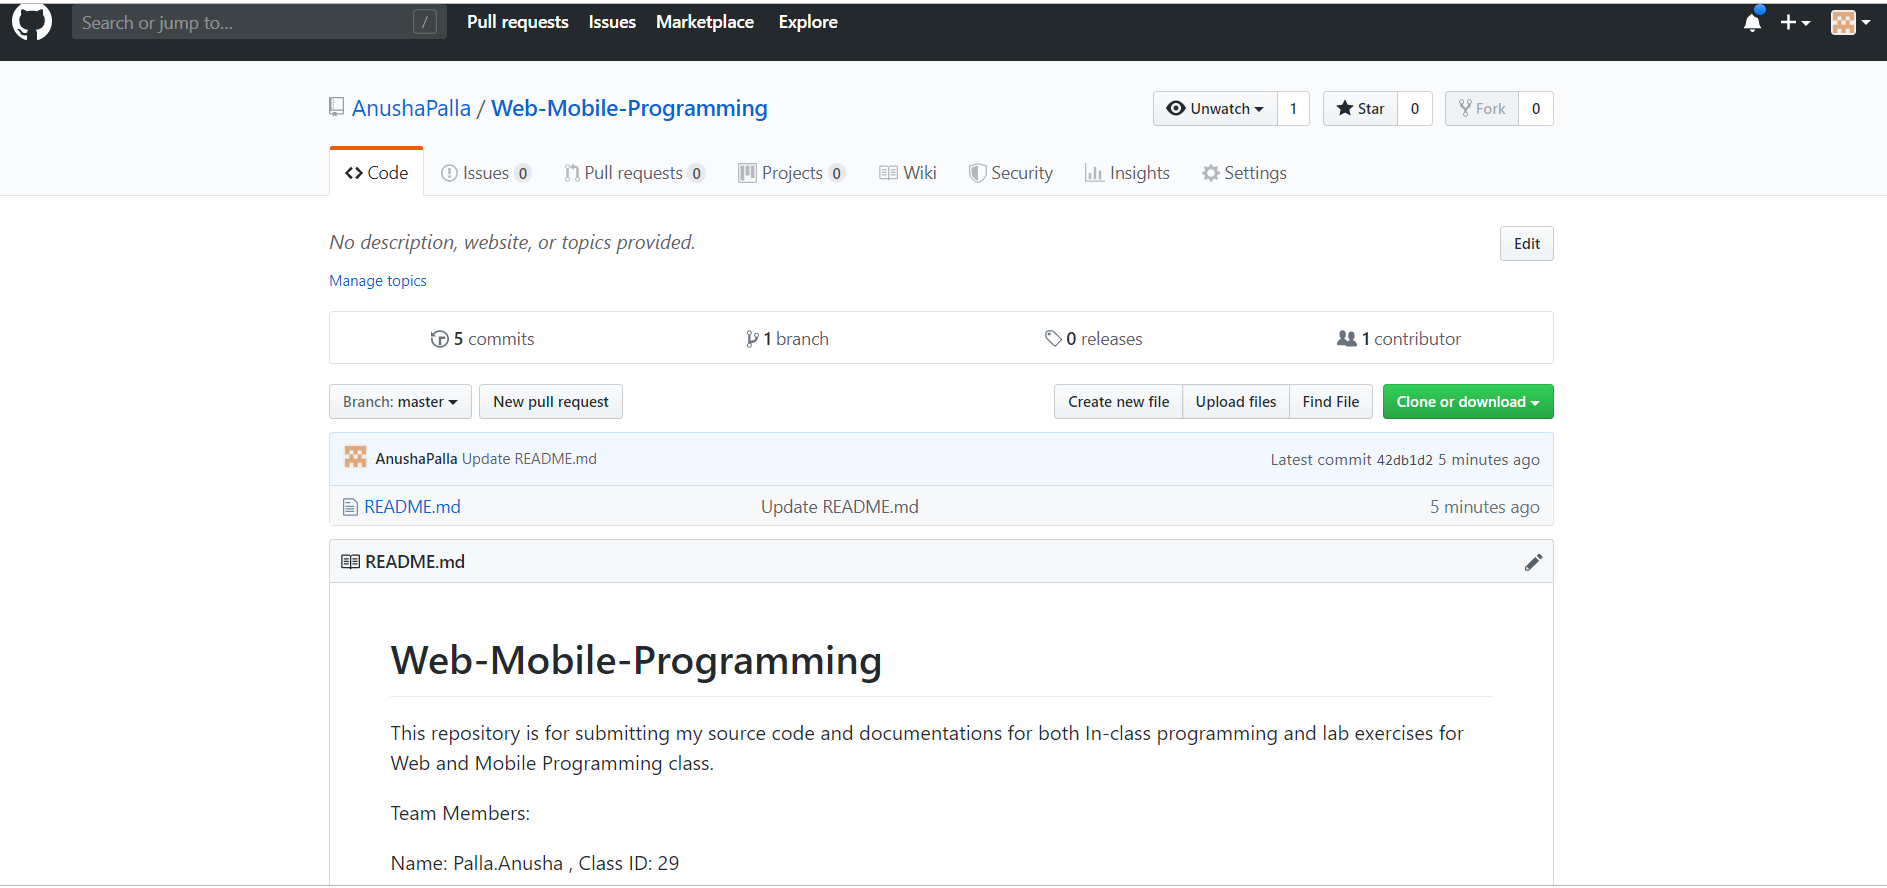 Search or jump to... /
Pull requests Issues Marketplace Explore
AnushaPalla / Web-Mobile-Programming
Unwatch 1 Star 0 Fork 0
Code Issues 0 Pull requests 0 Projects 0 Wiki Security Insights Settings
No description, website, or topics provided.
Edit
Manage topics
5 commits 1 branch 0 releases 1 contributor
Branch: master New pull request Create new file Upload files Find File Clone or download
AnushaPalla Update README.md Latest commit 42db1d2 5 minutes ago
README.md Update README.md 5 minutes ago
README.md
Web-Mobile-Programming
This repository is for submitting my source code and documentations for both In-class programming and lab exercises for
Web and Mobile Programming class.
Team Members:
Name: Palla.Anusha , Class ID: 29